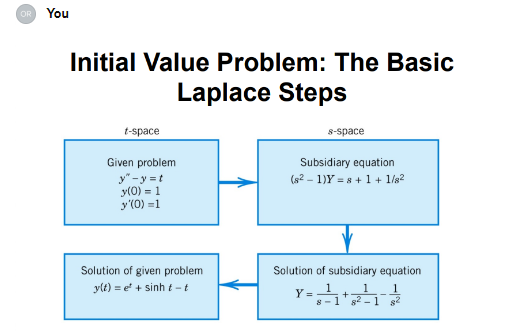 OR You
Initial Value Problem: The Basic
Laplace Steps
t-space
s-space
Given problem
y″ – y = t
y(0) = 1
y′(0) =1
Subsidiary equation
(s² – 1)Y = s + 1 + 1/s²
Solution of given problem
y(t) = eᵗ + sinh t – t
Solution of subsidiary equation
Y = 1/(s – 1) + 1/(s² – 1) – 1/s²